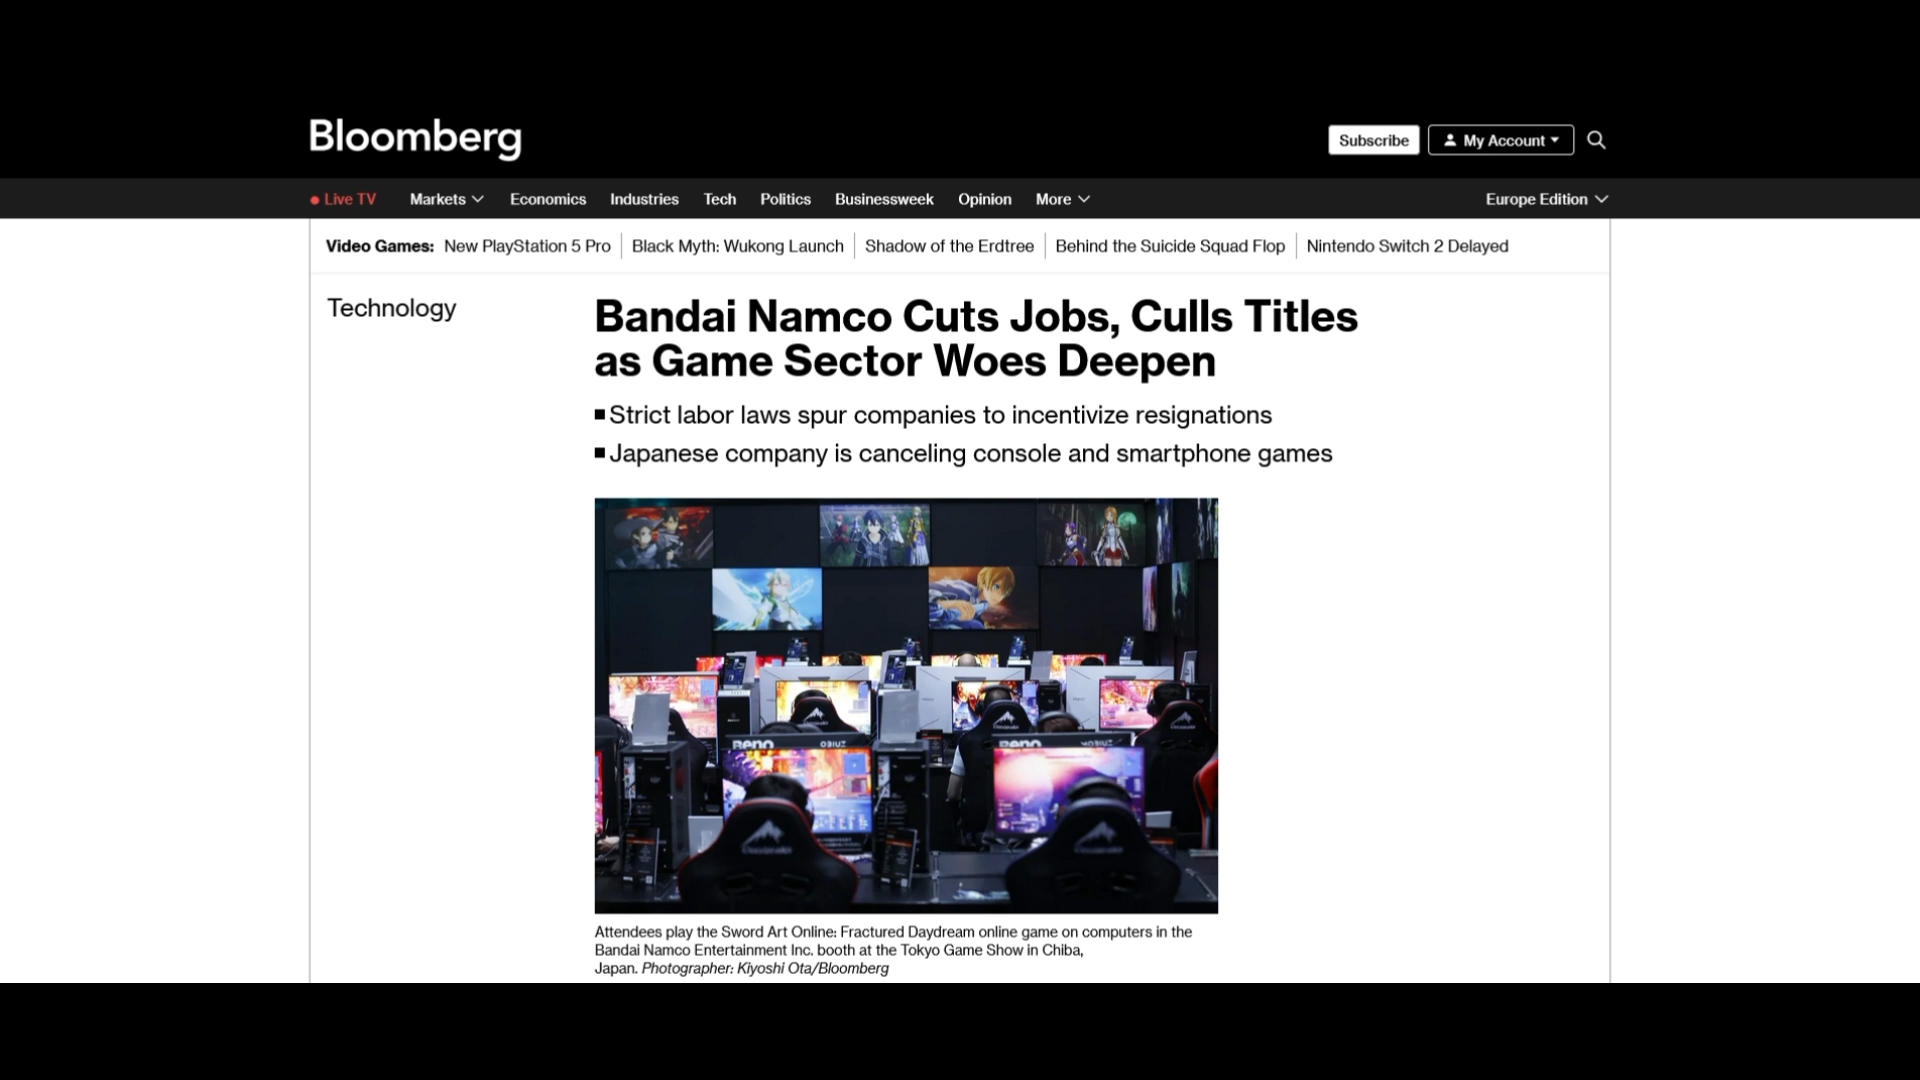 Bloomberg
Subscribe
My Account
Live TV
Markets
Economics
Industries
Tech
Politics
Businessweek
Opinion
More
Europe Edition
Video Games: New PlayStation 5 Pro Black Myth: Wukong Launch Shadow of the Erdtree Behind the Suicide Squad Flop Nintendo Switch 2 Delayed
Technology
Bandai Namco Cuts Jobs, Culls Titles
as Game Sector Woes Deepen
Strict labor laws spur companies to incentivize resignations
Japanese company is canceling console and smartphone games
Attendees play the Sword Art Online: Fractured Daydream online game on computers in the
Bandai Namco Entertainment Inc. booth at the Tokyo Game Show in Chiba,
Japan. Photographer: Kiyoshi Ota/Bloomberg